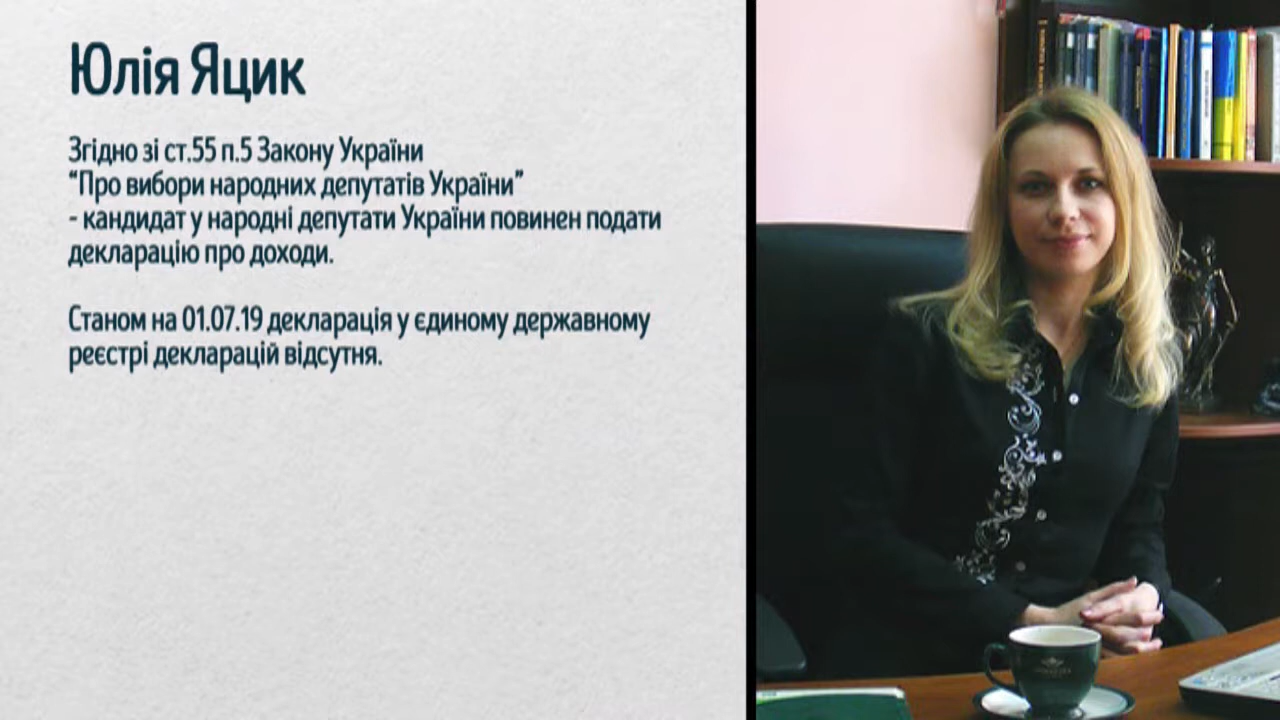 Юлія Яцик
Згідно зі ст.55 п.5 Закону України
“Про вибори народних депутатів України”
- кандидат у народні депутати України повинен подати
декларацію про доходи.
Станом на 01.07.19 декларація у єдиному державному
реєстрі декларацій відсутня.